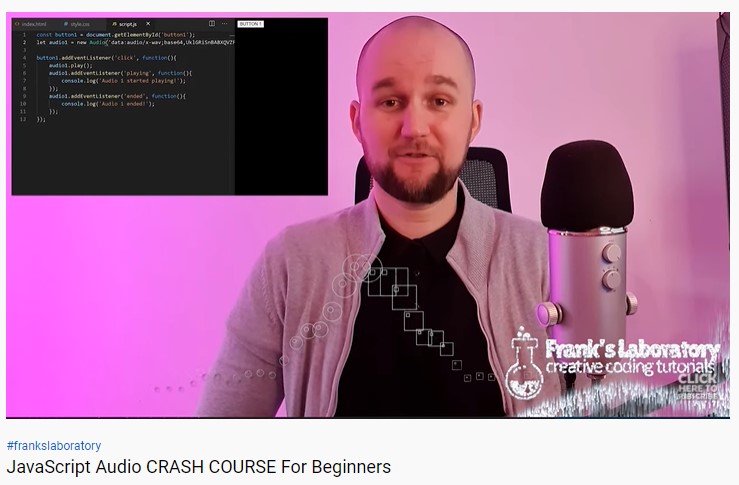 index.html style.css script.js
BUTTON 1
1 const button1 = document.getElementById('button1');
2 let audio1 = new Audio('data:audio/x-wav;base64,
3
4 button1.addEventListener('click', function(){
5 audio1.play();
6 audio1.addEventListener('playing', function(){
7 console.log('Audio 1 started playing!');
8 });
9 audio1.addEventListener('ended', function(){
10 console.log('Audio 1 ended!');
11 });
12 });
Frank's Laboratory
creative coding tutorials
CLICK
HERE TO
SUBSCRIBE
#frankslaboratory
JavaScript Audio CRASH COURSE For Beginners